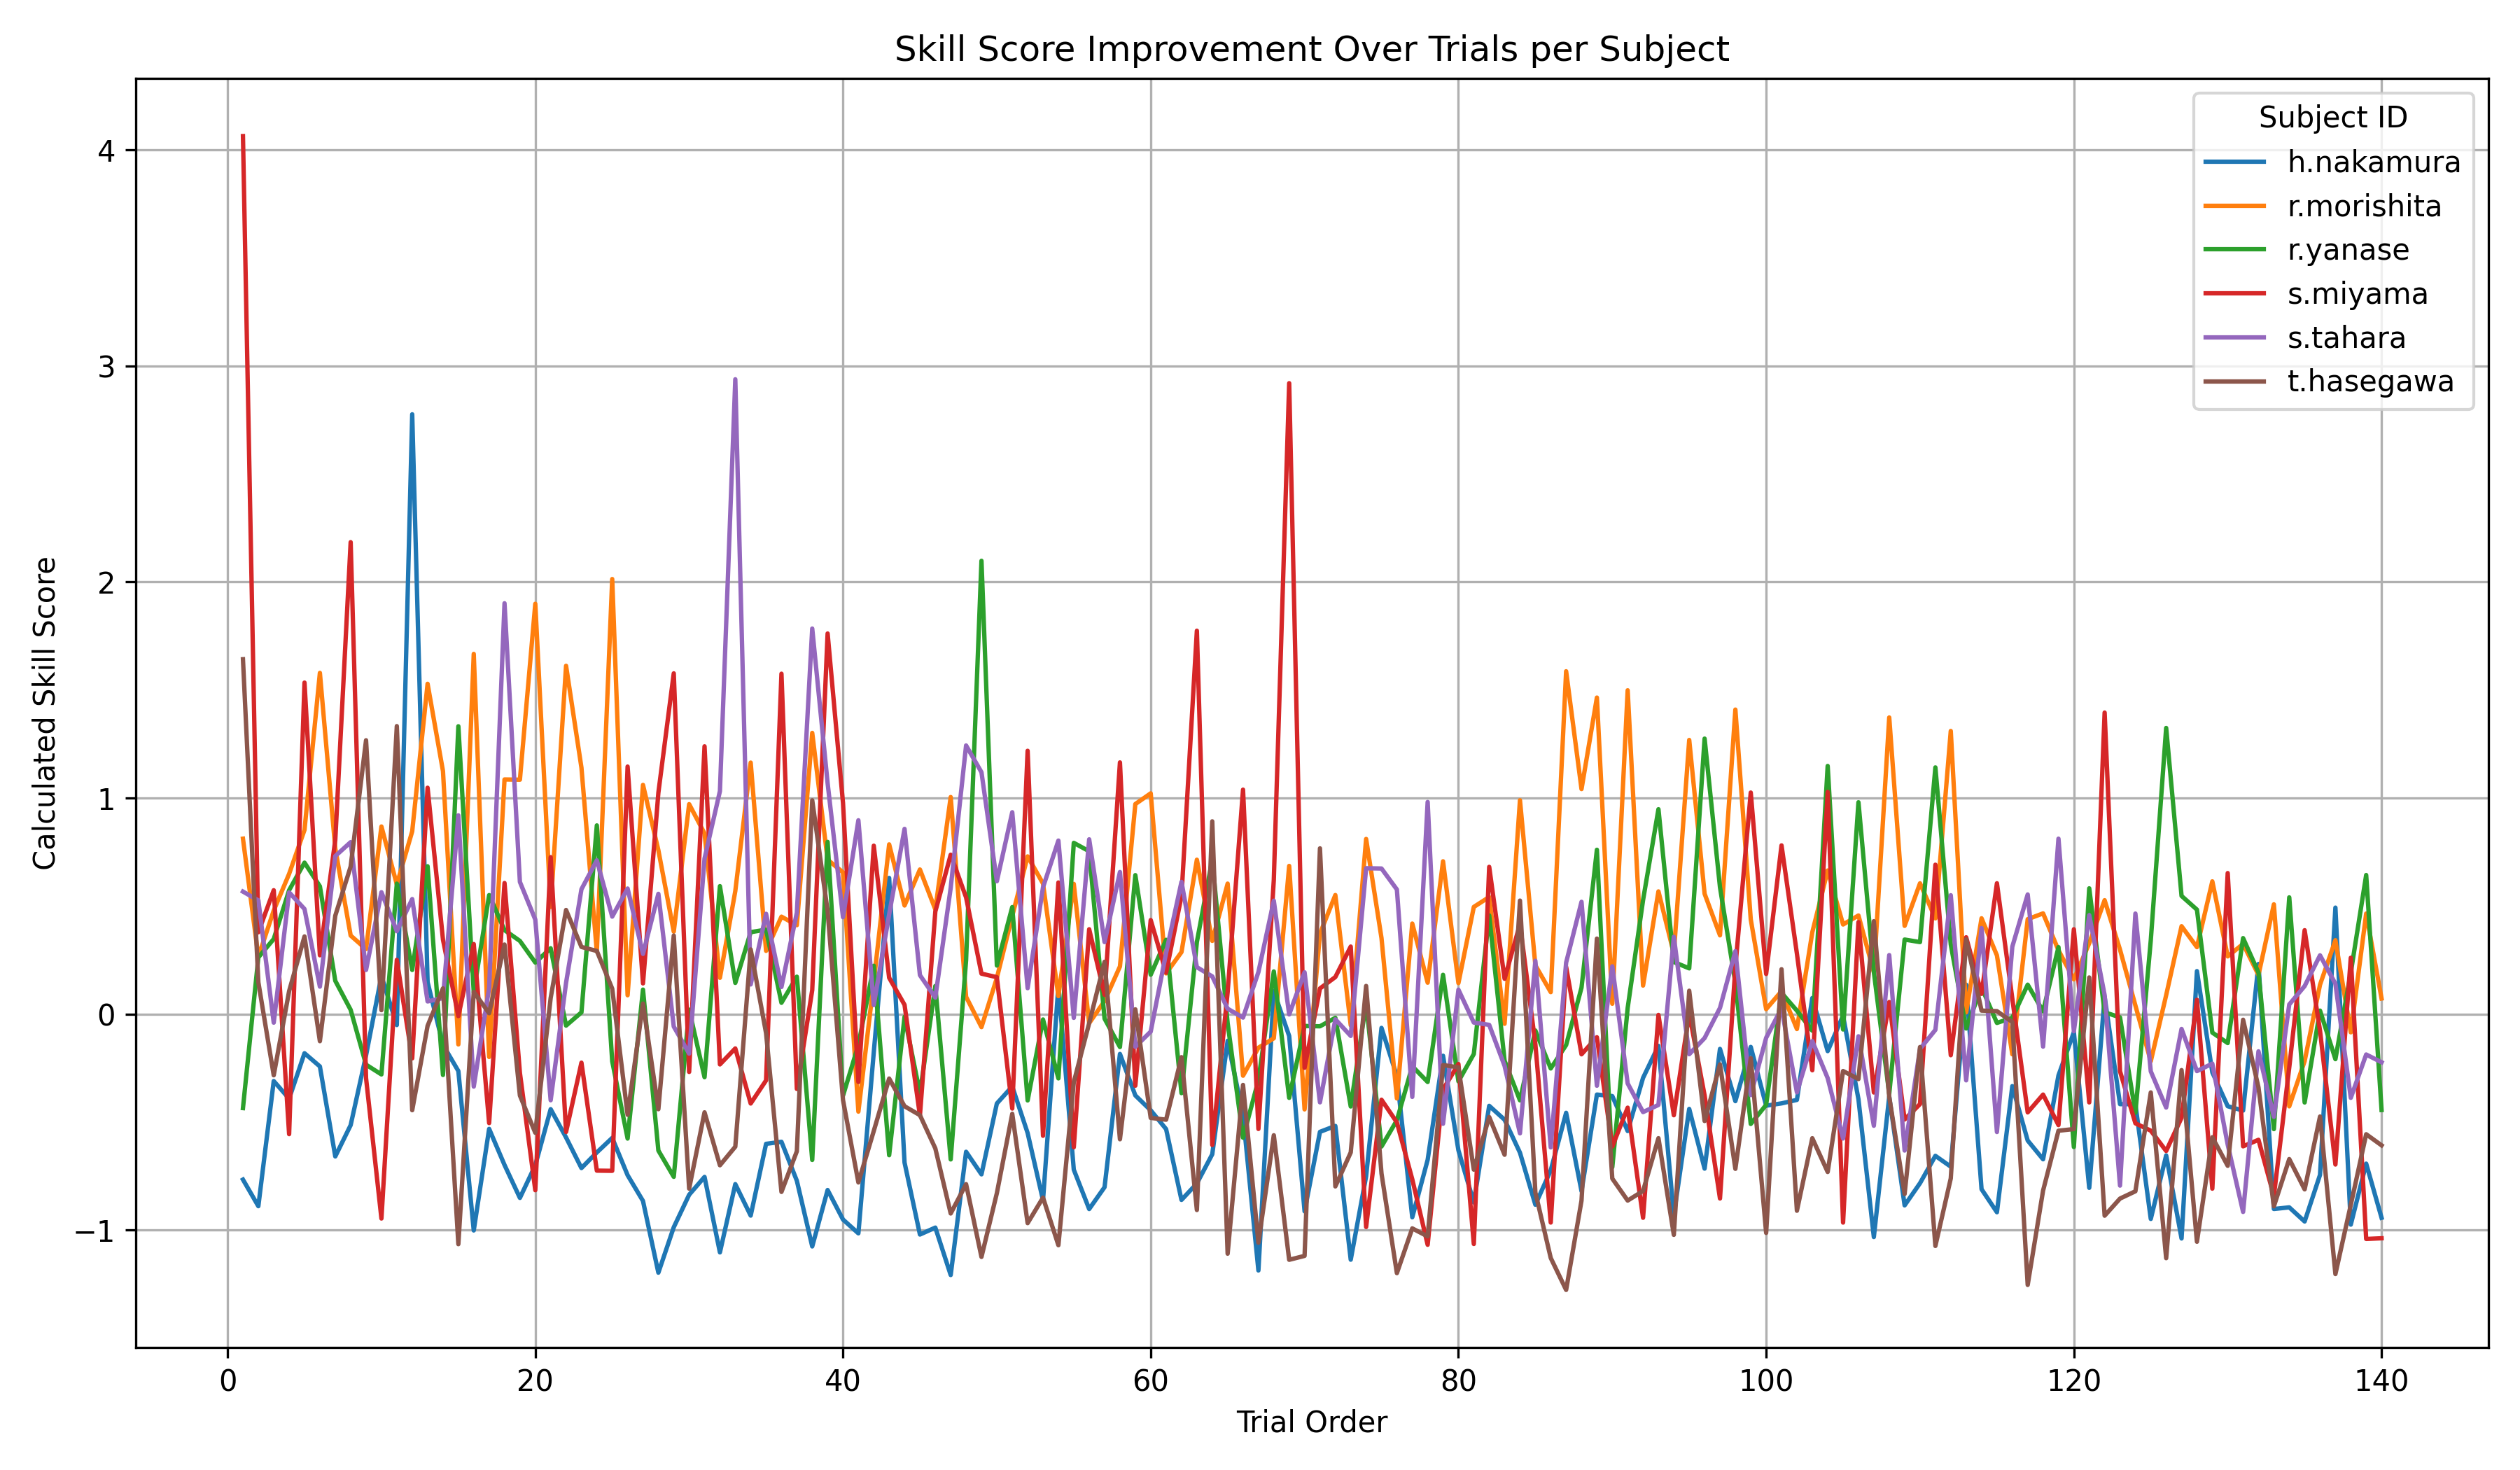 Skill Score Improvement Over Trials per Subject
Calculated Skill Score
4
3
2
1
0
−1
0 20 40 60 80 100 120 140
Trial Order
Subject ID
h.nakamura
r.morishita
r.yanase
s.miyama
s.tahara
t.hasegawa